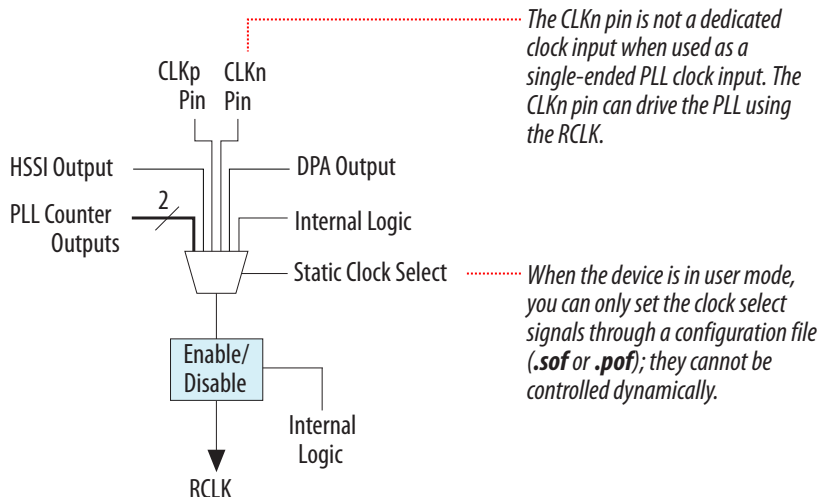 The CLKn pin is not a dedicated
clock input when used as a
single-ended PLL clock input. The
CLKn pin can drive the PLL using
the RCLK.
CLKp CLKn
Pin Pin
HSSI Output
DPA Output
2
PLL Counter
Outputs
Internal Logic
Static Clock Select
When the device is in user mode,
you can only set the clock select
signals through a configuration file
(.sof or .pof); they cannot be
controlled dynamically.
Enable/
Disable
Internal
Logic
RCLK